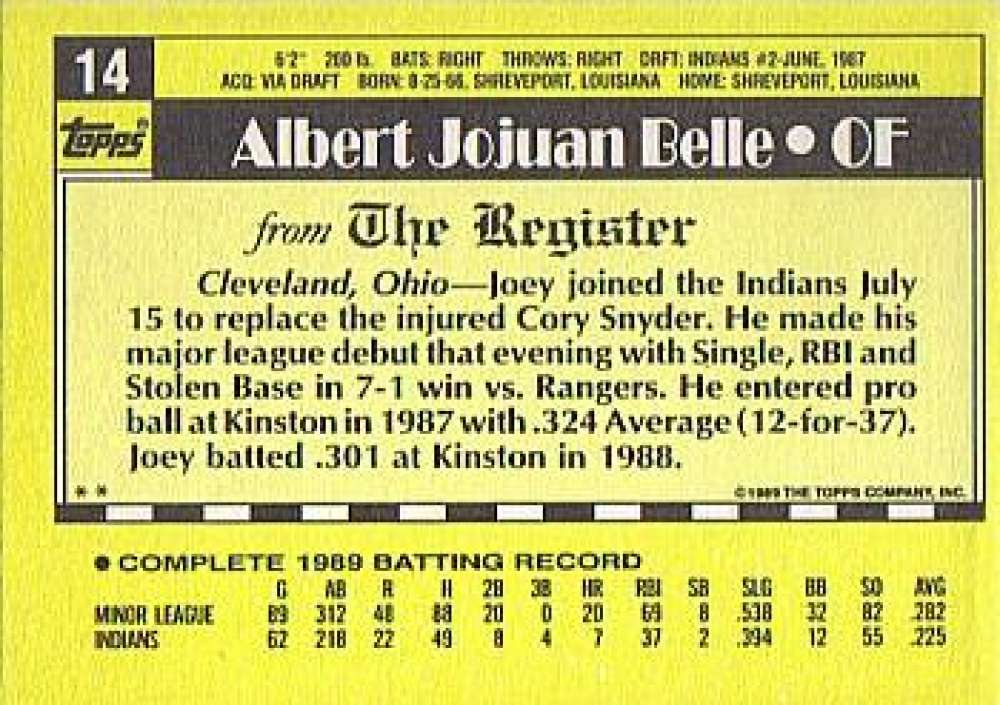 14
6'2" 200 lb. BATS: RIGHT THROWS: RIGHT DRFT: INDIANS #2-JUNE, 1987
ACQ: VIA DRAFT BORN: 8-25-66, SHREVEPORT, LOUISIANA HOME: SHREVEPORT, LOUISIANA
Topps®
Albert Jojuan Belle • OF
from The Register
Cleveland, Ohio—Joey joined the Indians July
15 to replace the injured Cory Snyder. He made his
major league debut that evening with Single, RBI and
Stolen Base in 7-1 win vs. Rangers. He entered pro
ball at Kinston in 1987 with .324 Average (12-for-37).
Joey batted .301 at Kinston in 1988.
* * ©1989 THE TOPPS COMPANY, INC.
• COMPLETE 1989 BATTING RECORD
G AB R H 2B 3B HR RBI SB SLG BB SO AVG
MINOR LEAGUE 89 312 48 88 20 0 20 69 8 .538 32 82 .282
INDIANS 62 218 22 49 8 4 7 37 2 .394 12 55 .225